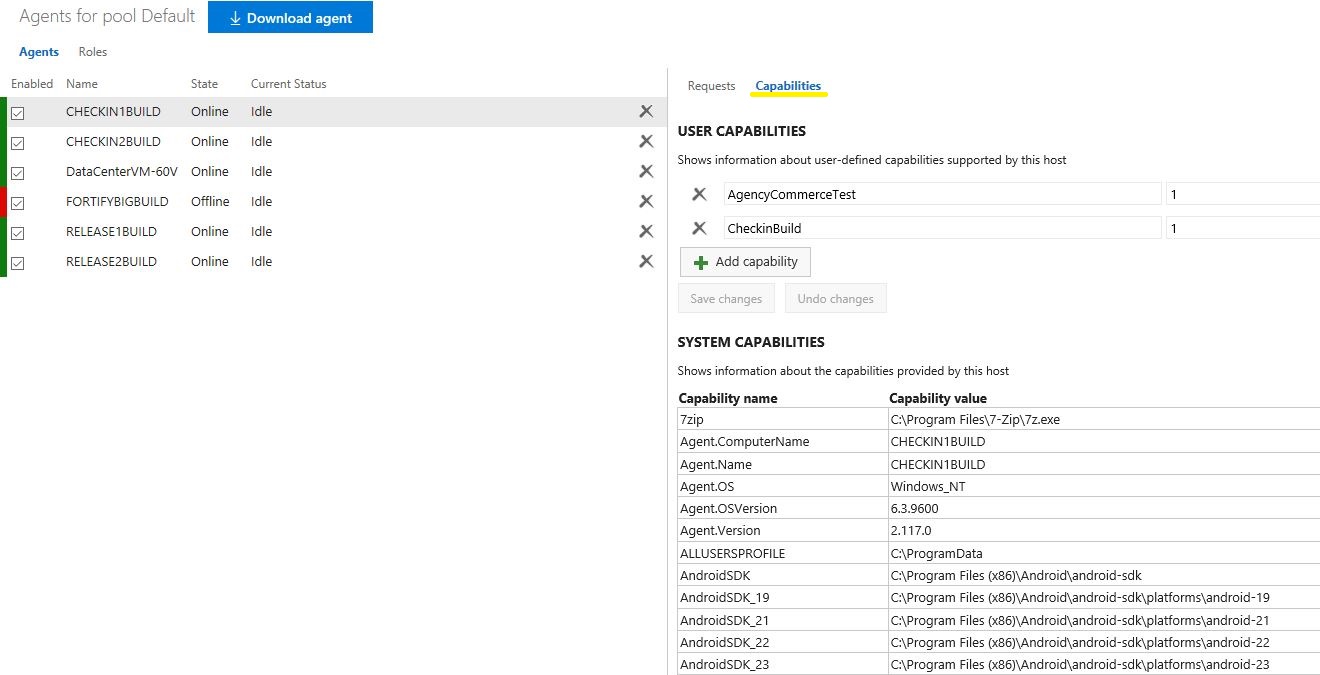 Agents for pool Default
Download agent
Agents Roles
Enabled Name State Current Status
CHECKIN1BUILD Online Idle
CHECKIN2BUILD Online Idle
DataCenterVM-60V Online Idle
FORTIFYBIGBUILD Offline Idle
RELEASE1BUILD Online Idle
RELEASE2BUILD Online Idle
Requests Capabilities
USER CAPABILITIES
Shows information about user-defined capabilities supported by this host
AgencyCommerceTest 1
CheckinBuild 1
Add capability
Save changes Undo changes
SYSTEM CAPABILITIES
Shows information about the capabilities provided by this host
Capability name Capability value
7zip C:\Program Files\7-Zip\7z.exe
Agent.ComputerName CHECKIN1BUILD
Agent.Name CHECKIN1BUILD
Agent.OS Windows_NT
Agent.OSVersion 6.3.9600
Agent.Version 2.117.0
ALLUSERSPROFILE C:\ProgramData
AndroidSDK C:\Program Files (x86)\Android\android-sdk
AndroidSDK_19 C:\Program Files (x86)\Android\android-sdk\platforms\android-19
AndroidSDK_21 C:\Program Files (x86)\Android\android-sdk\platforms\android-21
AndroidSDK_22 C:\Program Files (x86)\Android\android-sdk\platforms\android-22
AndroidSDK_23 C:\Program Files (x86)\Android\android-sdk\platforms\android-23